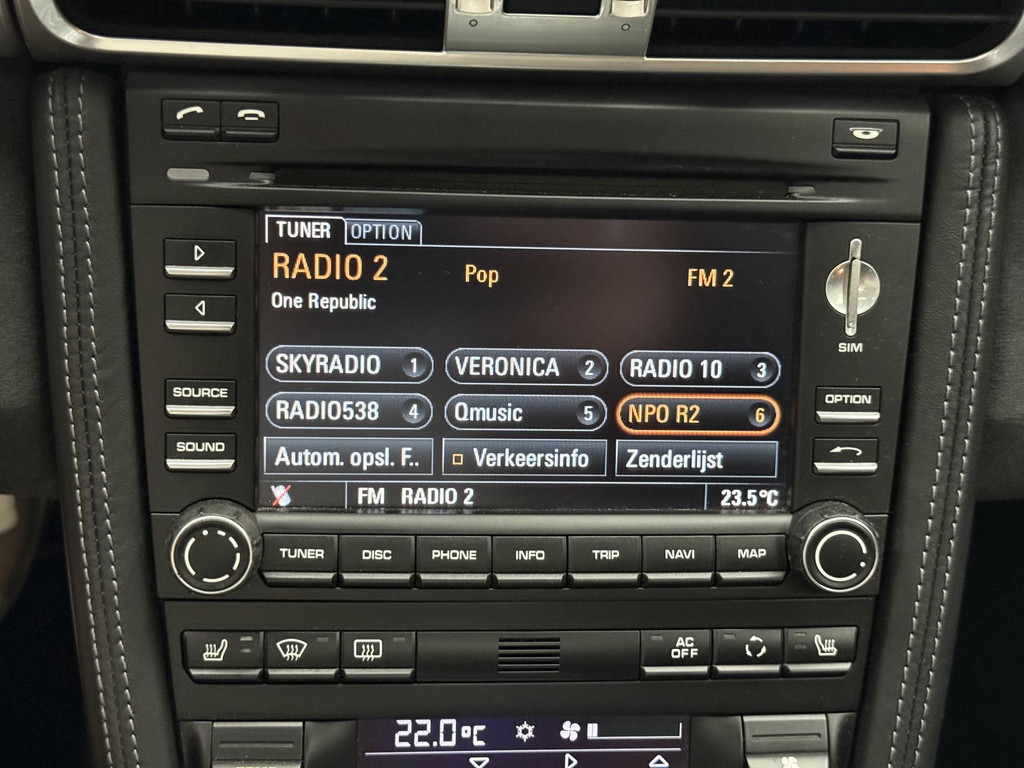 TUNER OPTION
RADIO 2 Pop FM 2
One Republic
SIM
SKYRADIO 1 VERONICA 2 RADIO 10 3
SOURCE
RADIO538 4 Qmusic 5 NPO R2 6
OPTION
SOUND
Autom. opsl. F.. Verkeersinfo Zenderlijst
FM RADIO 2 23.5°C
TUNER DISC PHONE INFO TRIP NAVI MAP
AC
OFF
22.0°C